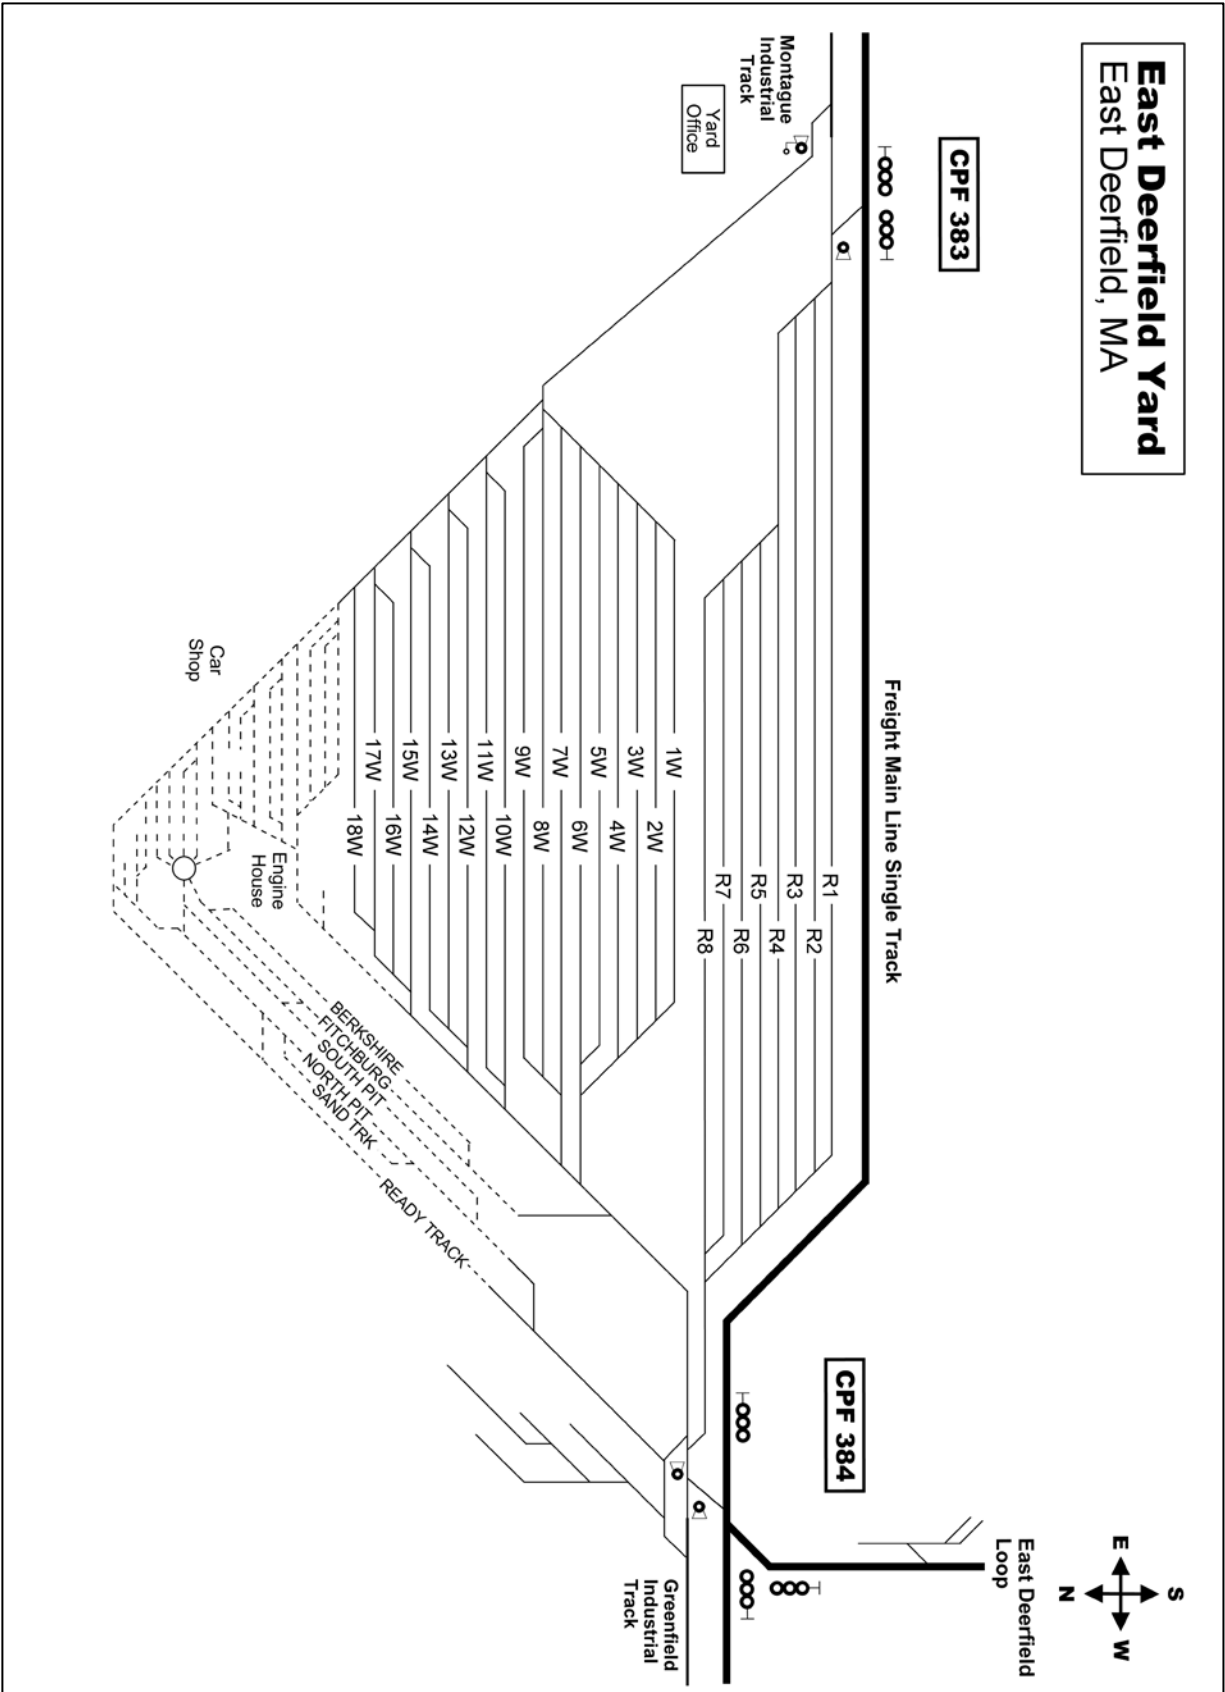 East Deerfield Yard
East Deerfield, MA
CPF 383
Montague
Industrial
Track
Yard
Office
Freight Main Line Single Track
R1
R2
R3
R4
R5
R6
R7
R8
1W
2W
3W
4W
5W
6W
7W
8W
9W
10W
11W
12W
13W
14W
15W
16W
17W
18W
Car
Shop
Engine
House
BERKSHIRE
FITCHBURG
SOUTH PIT
NORTH PIT
SAND TRK
READY TRACK
CPF 384
East Deerfield
Loop
Greenfield
Industrial
Track
E
S
N
W